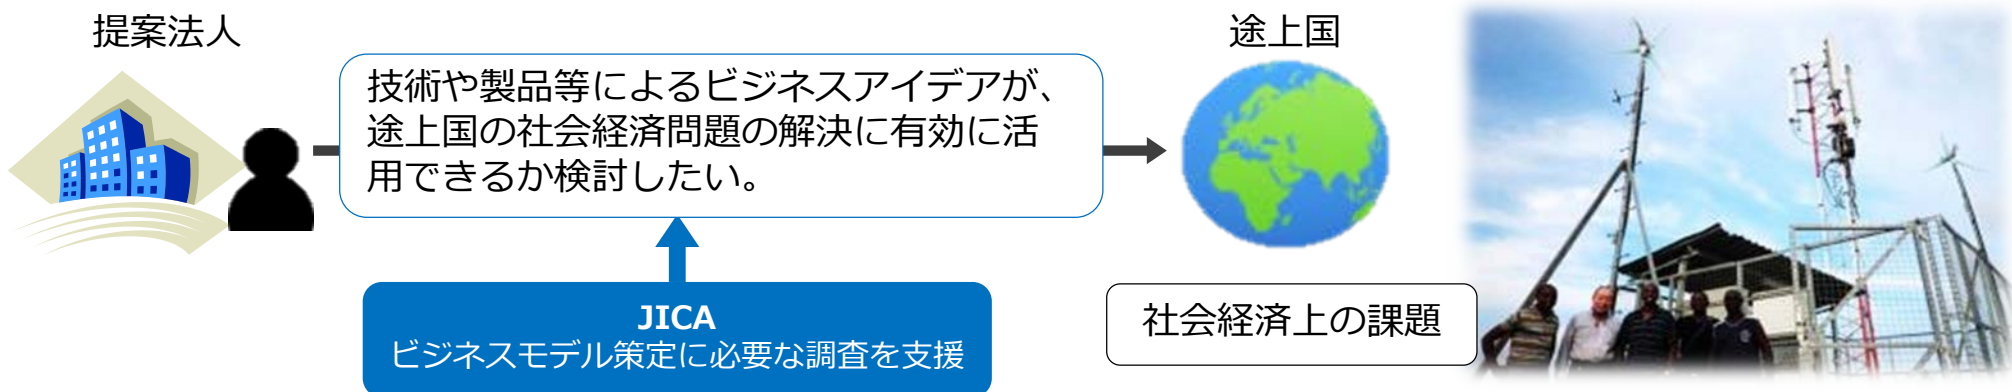 提案法人
技術や製品等によるビジネスアイデアが、
途上国の社会経済問題の解決に有効に活
用できるか検討したい。
途上国
JICA
ビジネスモデル策定に必要な調査を支援
社会経済上の課題